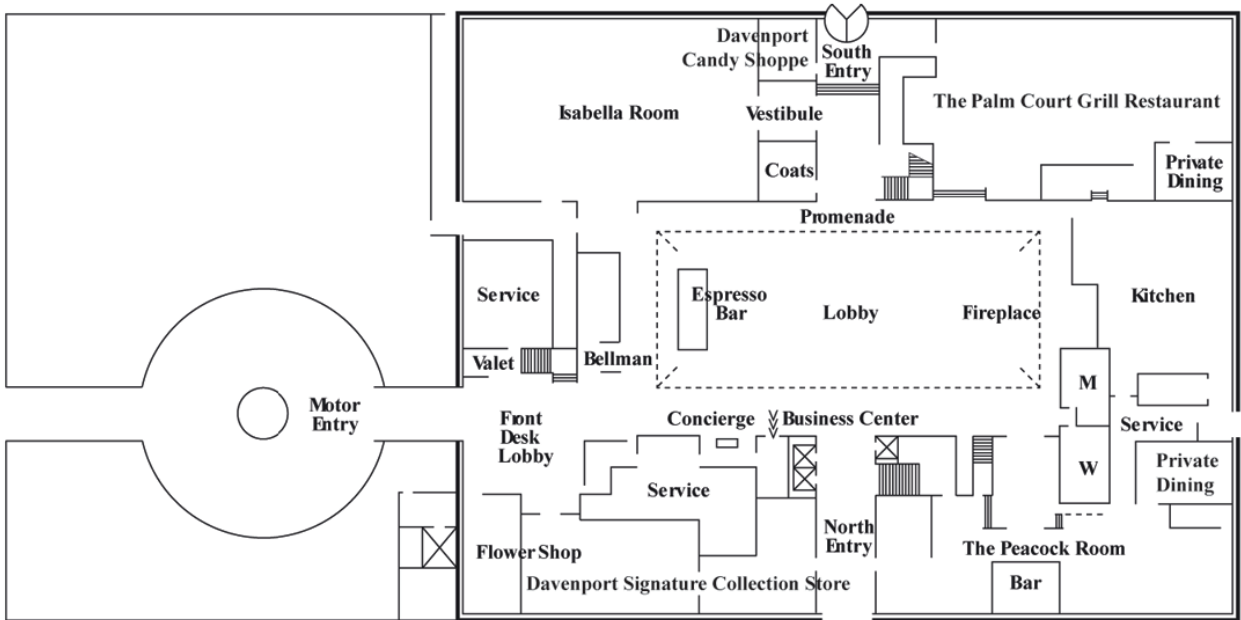 Davenport
Candy Shoppe
South
Entry
The Palm Court Grill Restaurant
Isabella Room
Vestibule
Coats
Private
Dining
Promenade
Service
Espresso
Bar
Lobby
Fireplace
Kitchen
Valet
Bellman
M
Motor
Entry
Front
Desk
Lobby
Concierge
Business Center
Service
W
Private
Dining
Service
North
Entry
Flower Shop
The Peacock Room
Davenport Signature Collection Store
Bar